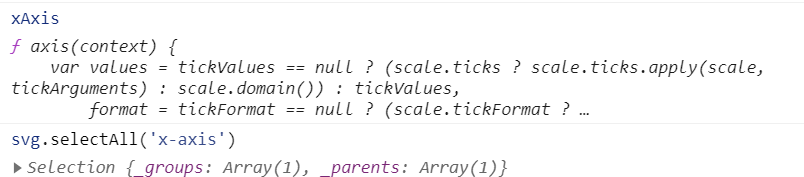 xAxis
ƒ axis(context) {
    var values = tickValues == null ? (scale.ticks ? scale.ticks.apply(scale,
tickArguments) : scale.domain()) : tickValues,
        format = tickFormat == null ? (scale.tickFormat ? …
svg.selectAll('x-axis')
▸ Selection {_groups: Array(1), _parents: Array(1)}